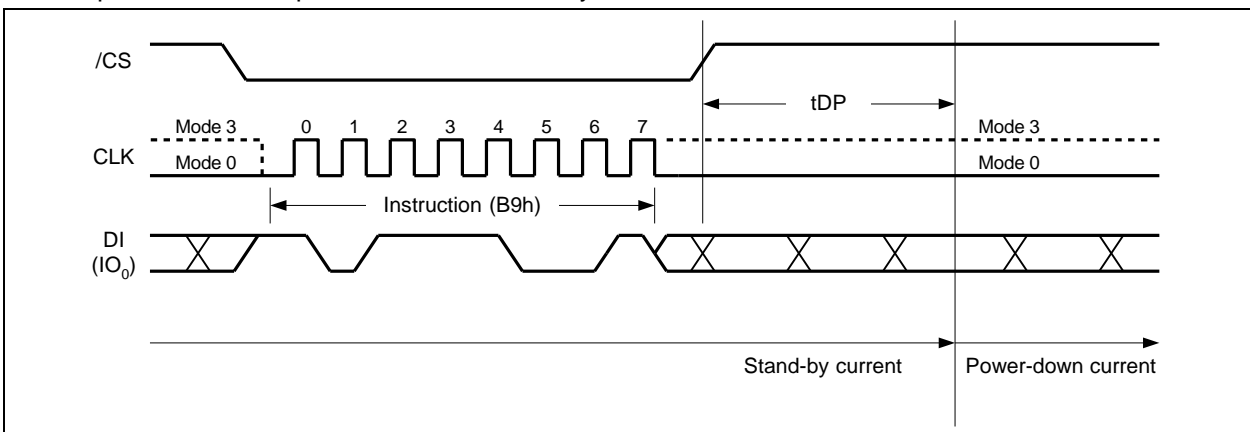 /CS
tDP
Mode 3 0 1 2 3 4 5 6 7 Mode 3
CLK
Mode 0 Mode 0
Instruction (B9h)
DI
(IO0)
Stand-by current Power-down current